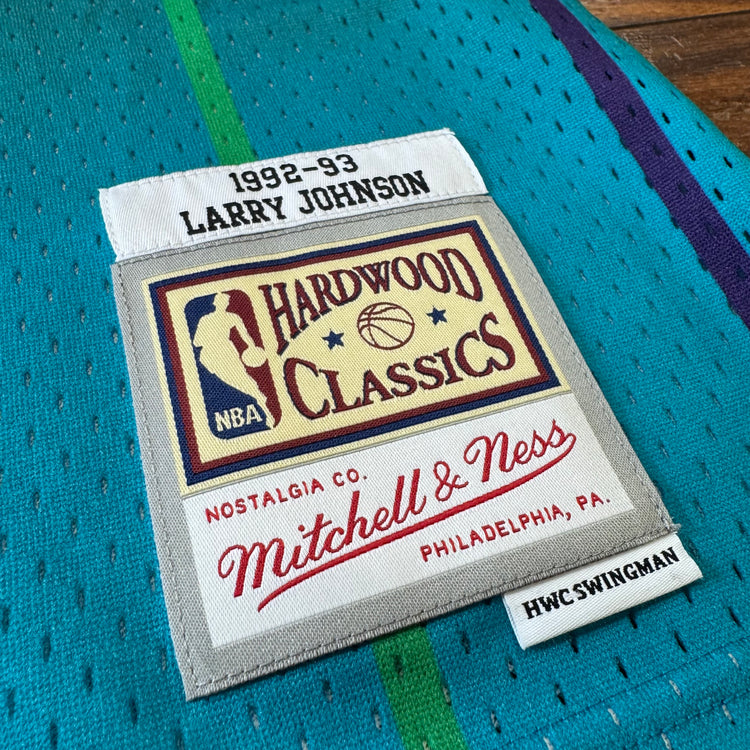 1992-93
LARRY JOHNSON
HARDWOOD
CLASSICS
NBA
NOSTALGIA CO.
Mitchell & Ness
PHILADELPHIA, PA.
HWC SWINGMAN